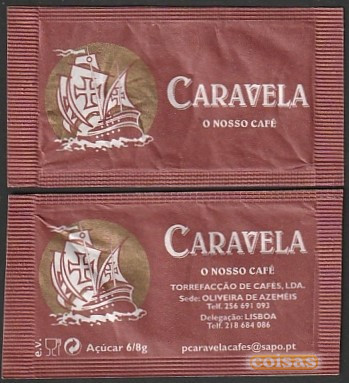 CARAVELA
O NOSSO CAFÉ
CARAVELA
O NOSSO CAFÉ
TORREFACÇÃO DE CAFES, LDA.
Sede: OLIVEIRA DE AZEMÉIS
Telf. 256 691 093
Delegação: LISBOA
Telf. 218 684 086
e.v. Açúcar 6/8g pcaravelacafes@sapo.pt
coisas